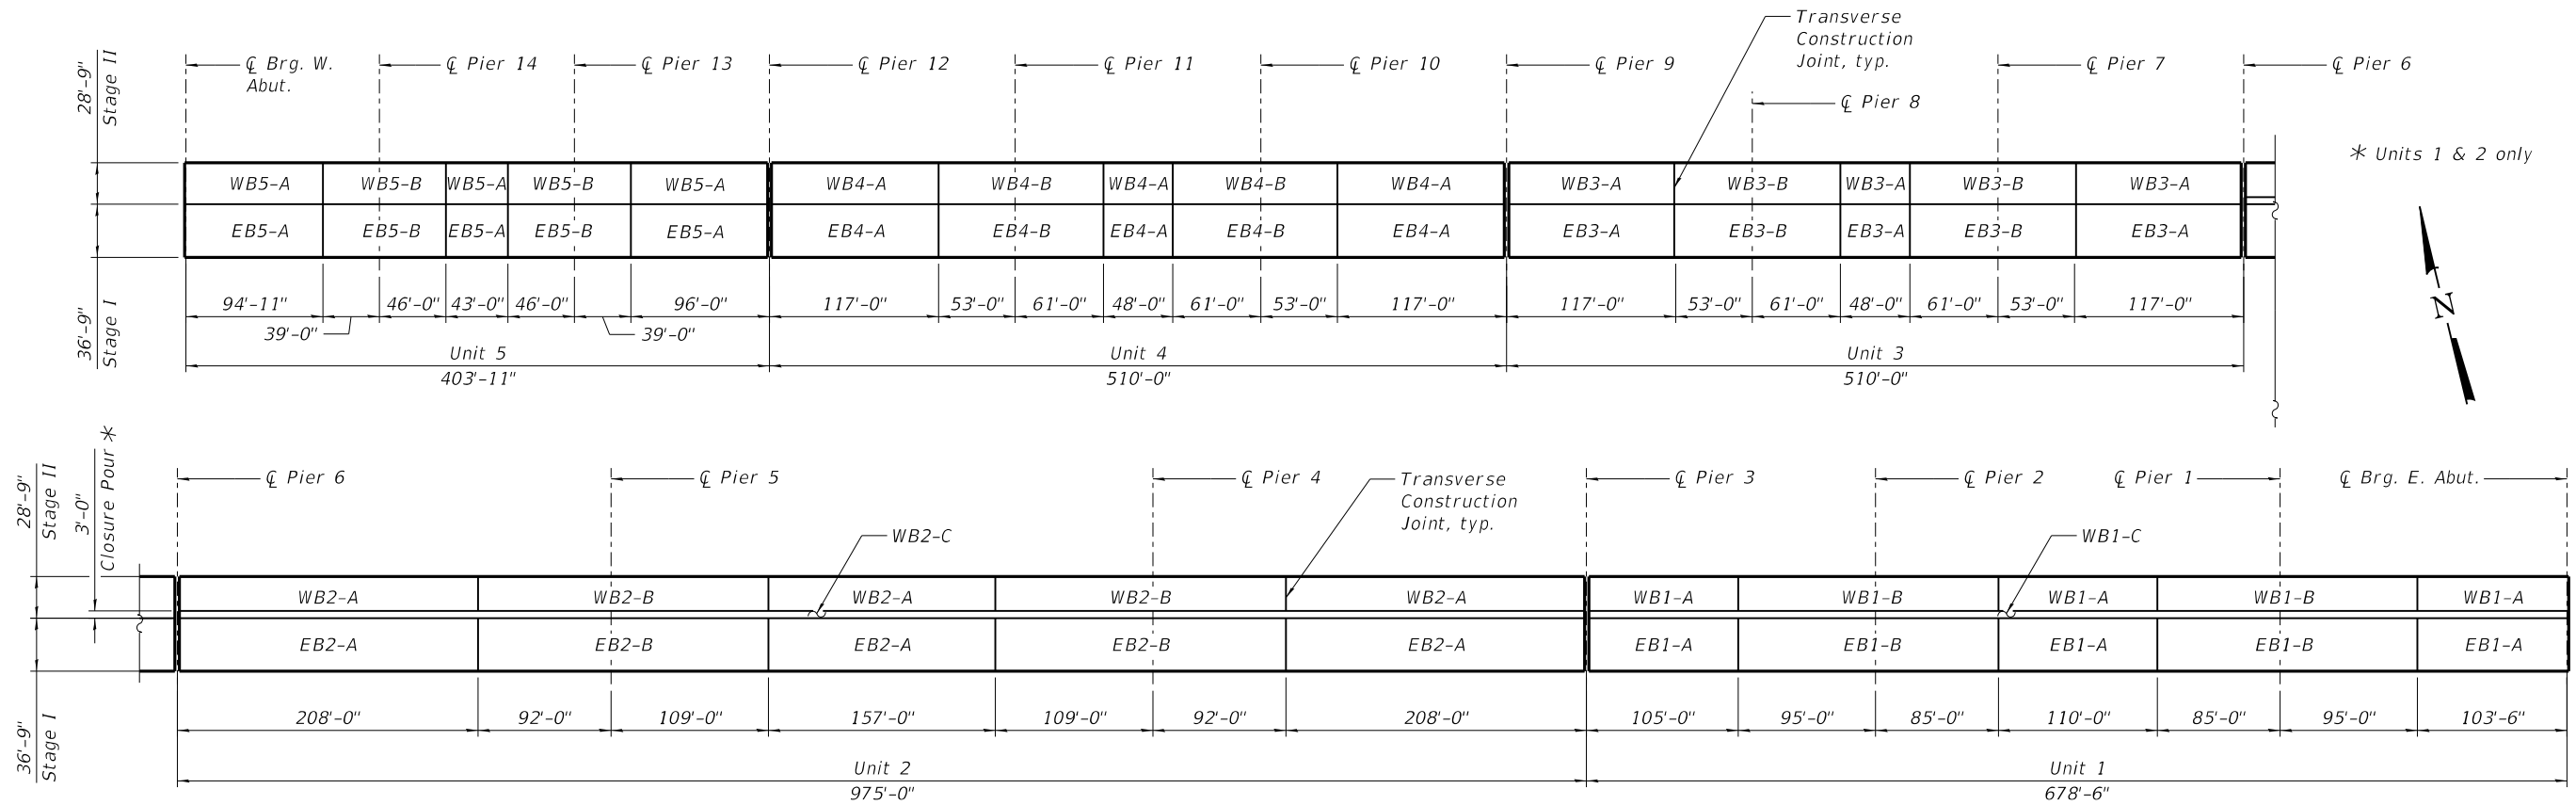 Transverse
Construction
Joint, typ.
28'-9"
Stage II
℄ Brg. W.
Abut.
℄ Pier 14
℄ Pier 13
℄ Pier 12
℄ Pier 11
℄ Pier 10
℄ Pier 9
℄ Pier 8
℄ Pier 7
℄ Pier 6
* Units 1 & 2 only
WB5-A WB5-B WB5-A WB5-B WB5-A WB4-A WB4-B WB4-A WB4-B WB4-A WB3-A WB3-B WB3-A WB3-B WB3-A
EB5-A EB5-B EB5-A EB5-B EB5-A EB4-A EB4-B EB4-A EB4-B EB4-A EB3-A EB3-B EB3-A EB3-B EB3-A
36'-9"
Stage I
94'-11" 46'-0" 43'-0" 46'-0" 96'-0" 117'-0" 53'-0" 61'-0" 48'-0" 61'-0" 53'-0" 117'-0" 117'-0" 53'-0" 61'-0" 48'-0" 61'-0" 53'-0" 117'-0"
39'-0" 39'-0"
Unit 5 Unit 4 Unit 3
403'-11" 510'-0" 510'-0"
N
28'-9"
Stage II
3'-0"
Closure Pour *
℄ Pier 6
℄ Pier 5
℄ Pier 4
Transverse
Construction
Joint, typ.
℄ Pier 3
℄ Pier 2
℄ Pier 1
℄ Brg. E. Abut.
WB2-C
WB1-C
WB2-A WB2-B WB2-A WB2-B WB2-A WB1-A WB1-B WB1-A WB1-B WB1-A
EB2-A EB2-B EB2-A EB2-B EB2-A EB1-A EB1-B EB1-A EB1-B EB1-A
36'-9"
Stage I
208'-0" 92'-0" 109'-0" 157'-0" 109'-0" 92'-0" 208'-0" 105'-0" 95'-0" 85'-0" 110'-0" 85'-0" 95'-0" 103'-6"
Unit 2 Unit 1
975'-0" 678'-6"